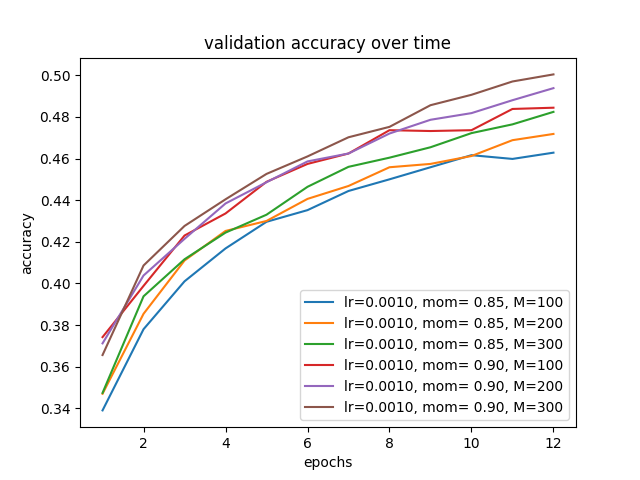 validation accuracy over time
0.50
0.48
0.46
0.44
0.42
0.40
0.38
0.36
0.34
accuracy
lr=0.0010, mom= 0.85, M=100
lr=0.0010, mom= 0.85, M=200
lr=0.0010, mom= 0.85, M=300
lr=0.0010, mom= 0.90, M=100
lr=0.0010, mom= 0.90, M=200
lr=0.0010, mom= 0.90, M=300
2 4 6 8 10 12
epochs